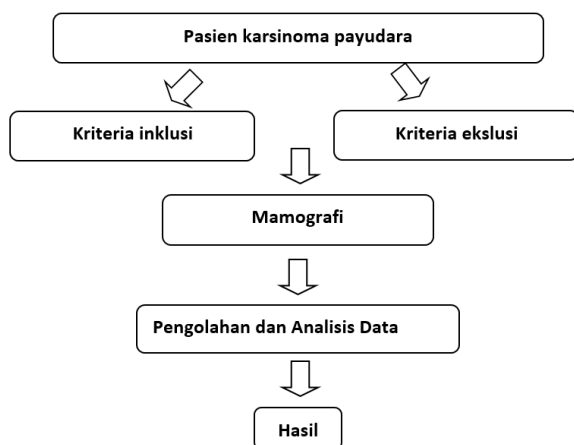 Pasien karsinoma payudara
Kriteria inklusi
Kriteria ekslusi
Mamografi
Pengolahan dan Analisis Data
Hasil